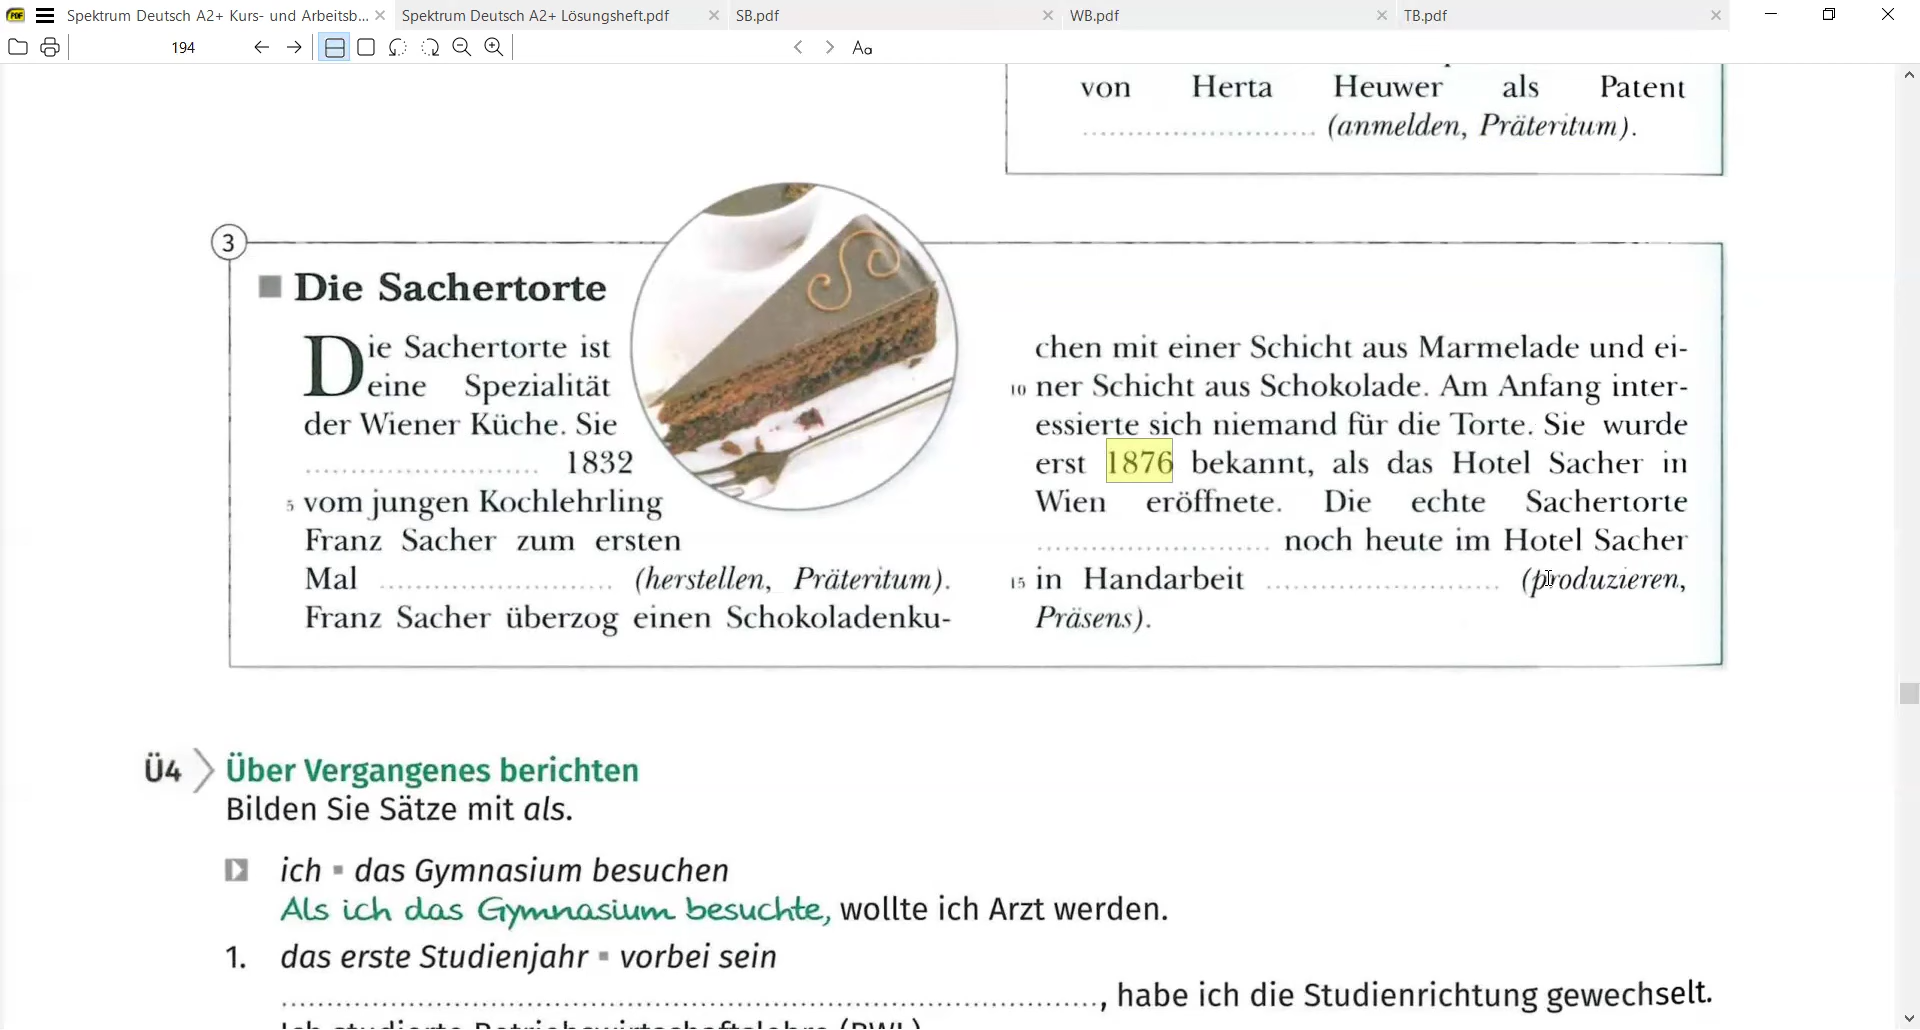 Spektrum Deutsch A2+ Kurs- und Arbeitsb...
Spektrum Deutsch A2+ Lösungsheft.pdf
SB.pdf
WB.pdf
TB.pdf
194
Aa
von Herta Heuwer als Patent
........................... (anmelden, Präteritum).
3
Die Sachertorte
Die Sachertorte ist
eine Spezialität
der Wiener Küche. Sie
........................... 1832
5 vom jungen Kochlehrling
Franz Sacher zum ersten
Mal ........................... (herstellen, Präteritum).
Franz Sacher überzog einen Schokoladenku-
chen mit einer Schicht aus Marmelade und ei-
10 ner Schicht aus Schokolade. Am Anfang inter-
essierte sich niemand für die Torte. Sie wurde
erst 1876 bekannt, als das Hotel Sacher in
Wien eröffnete. Die echte Sachertorte
........................... noch heute im Hotel Sacher
15 in Handarbeit ........................... (produzieren,
Präsens).
Ü4 Über Vergangenes berichten
Bilden Sie Sätze mit als.
ich ▪ das Gymnasium besuchen
Als ich das Gymnasium besuchte, wollte ich Arzt werden.
1. das erste Studienjahr ▪ vorbei sein
..........................................................................................., habe ich die Studienrichtung gewechselt.
Ich studierte Betriebswirtschaftslehre (BWL)